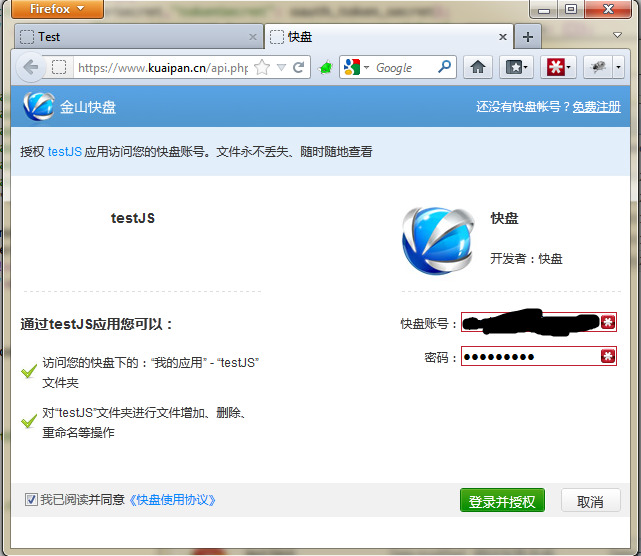 Firefox
Test
快盘
https://www.kuaipan.cn/api.php
Google
金山快盘
还没有快盘帐号？免费注册
授权 testJS 应用访问您的快盘账号。文件永不丢失、随时随地查看
testJS
快盘
开发者：快盘
通过testJS应用您可以：
快盘账号：
密码：
访问您的快盘下的：“我的应用” - “testJS”
文件夹
对“testJS”文件夹进行文件增加、删除、
重命名等操作
我已阅读并同意《快盘使用协议》
登录并授权
取消